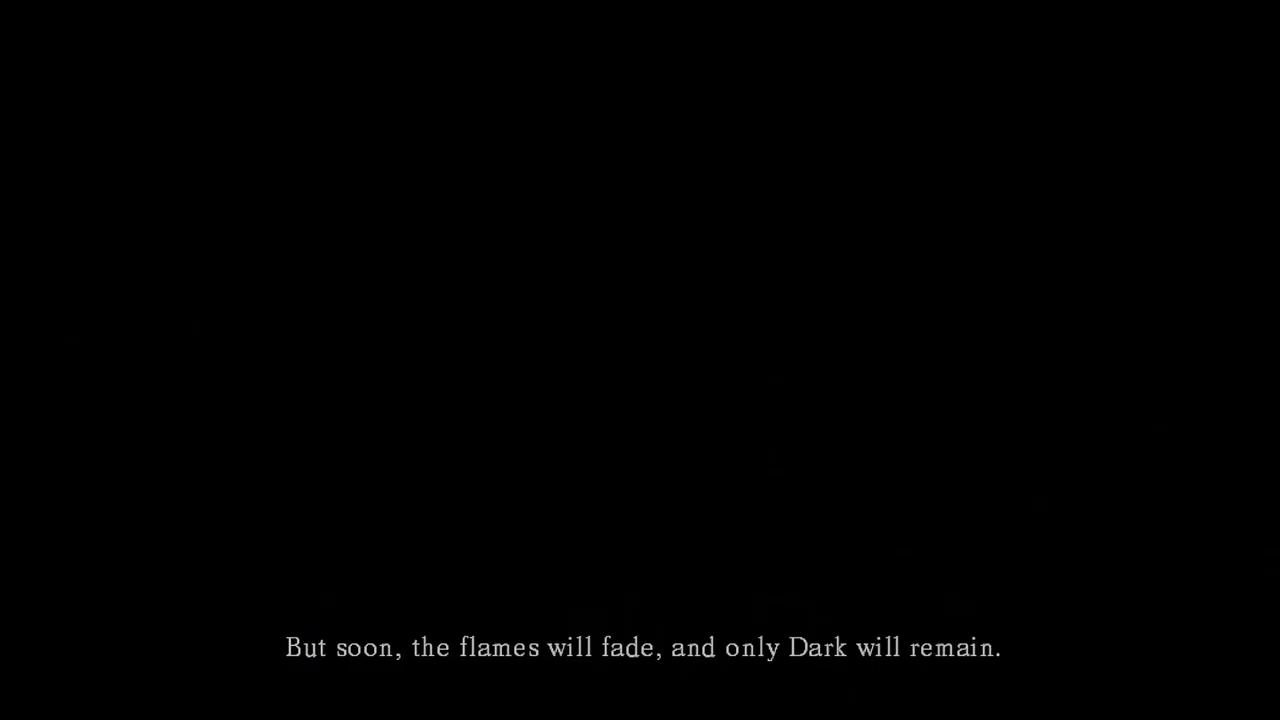 But soon, the flames will fade, and only Dark will remain.